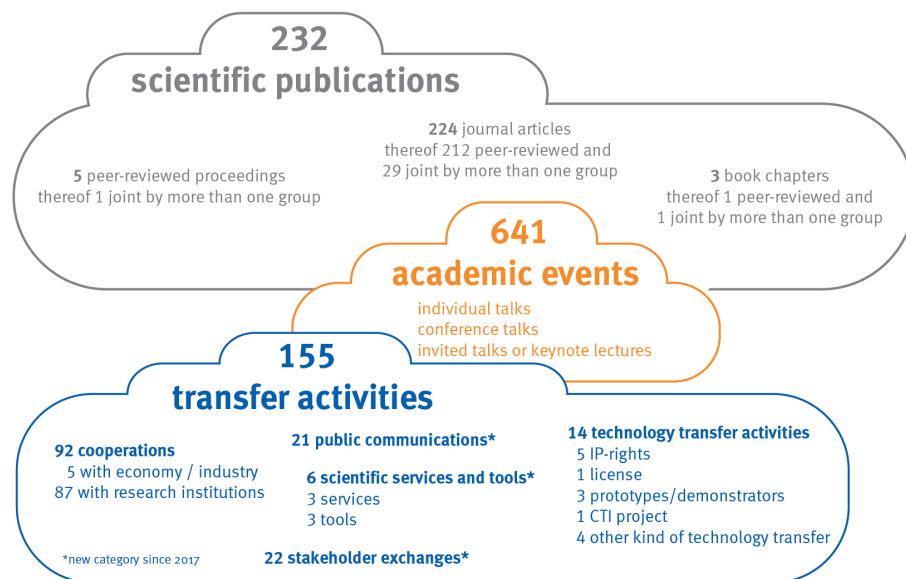 232
scientific publications
224 journal articles
thereof 212 peer-reviewed and
29 joint by more than one group
5 peer-reviewed proceedings
thereof 1 joint by more than one group
3 book chapters
thereof 1 peer-reviewed and
1 joint by more than one group
641
academic events
individual talks
conference talks
invited talks or keynote lectures
155
transfer activities
92 cooperations
5 with economy / industry
87 with research institutions
21 public communications*
6 scientific services and tools*
3 services
3 tools
22 stakeholder exchanges*
14 technology transfer activities
5 IP-rights
1 license
3 prototypes/demonstrators
1 CTI project
4 other kind of technology transfer
*new category since 2017